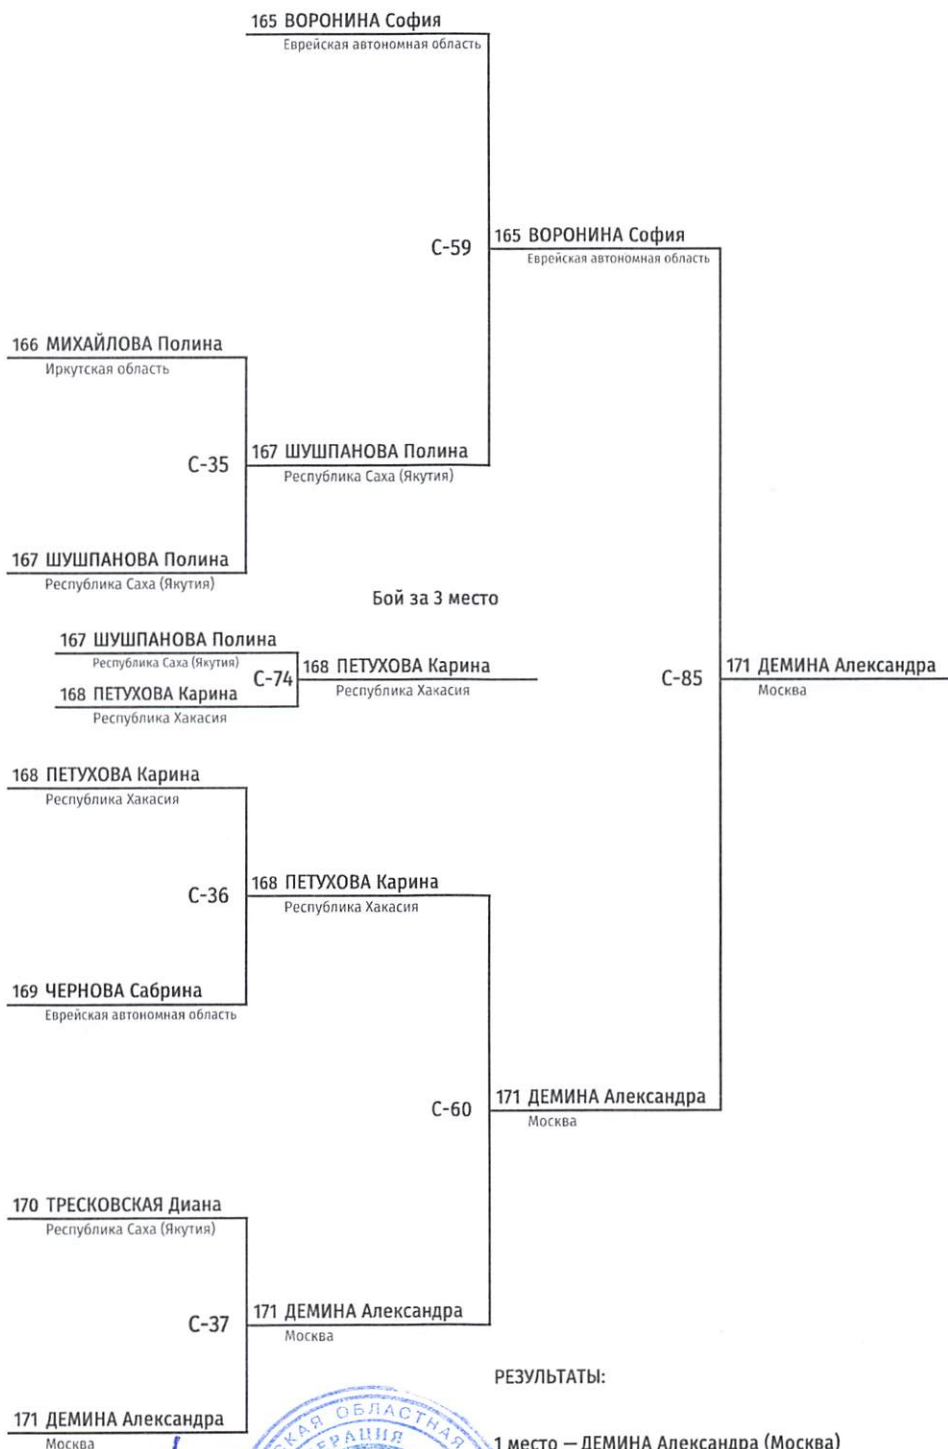 165 ВОРОНИНА София
Еврейская автономная область
С-59
165 ВОРОНИНА София
Еврейская автономная область
166 МИХАЙЛОВА Полина
Иркутская область
С-35
167 ШУШПАНОВА Полина
Республика Саха (Якутия)
167 ШУШПАНОВА Полина
Республика Саха (Якутия)
Бой за 3 место
167 ШУШПАНОВА Полина
Республика Саха (Якутия)
С-74
168 ПЕТУХОВА Карина
Республика Хакасия
168 ПЕТУХОВА Карина
Республика Хакасия
С-85
171 ДЕМИНА Александра
Москва
168 ПЕТУХОВА Карина
Республика Хакасия
С-36
168 ПЕТУХОВА Карина
Республика Хакасия
169 ЧЕРНОВА Сабрина
Еврейская автономная область
С-60
171 ДЕМИНА Александра
Москва
170 ТРЕСКОВСКАЯ Диана
Республика Саха (Якутия)
С-37
171 ДЕМИНА Александра
Москва
171 ДЕМИНА Александра
Москва
РЕЗУЛЬТАТЫ:
1 место — ДЕМИНА Александра (Москва)
ОБЛАСТНАЯ